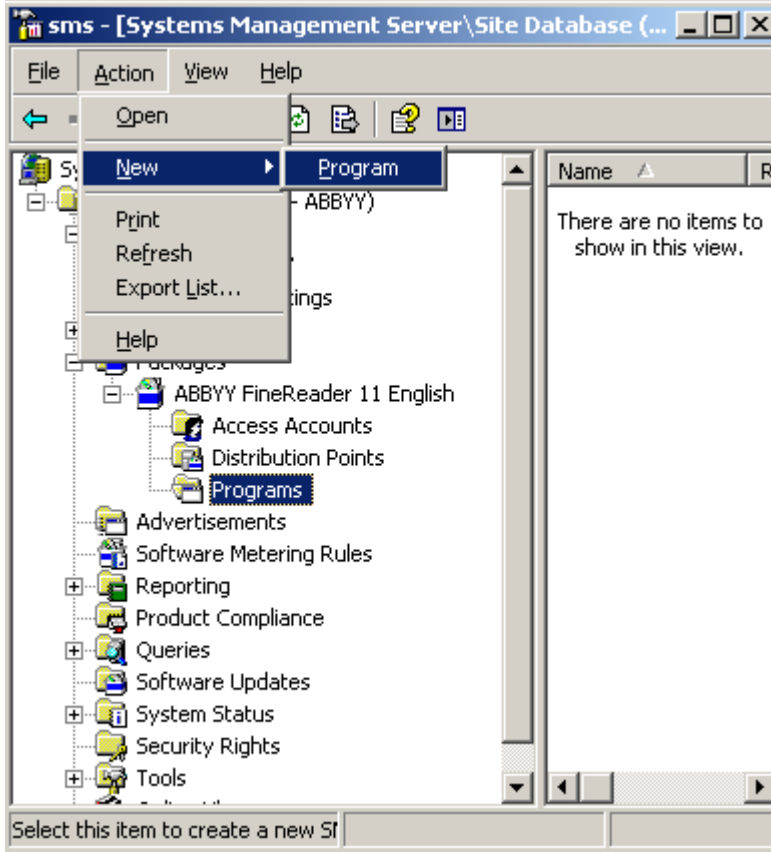 sms - [Systems Management Server\Site Database (...
File Action View Help
Open
New
Program
Print
Refresh
Export List...
Help
- ABBYY)
ings
Packages
ABBYY FineReader 11 English
Access Accounts
Distribution Points
Programs
Advertisements
Software Metering Rules
Reporting
Product Compliance
Queries
Software Updates
System Status
Security Rights
Tools
Name
There are no items to
show in this view.
Select this item to create a new